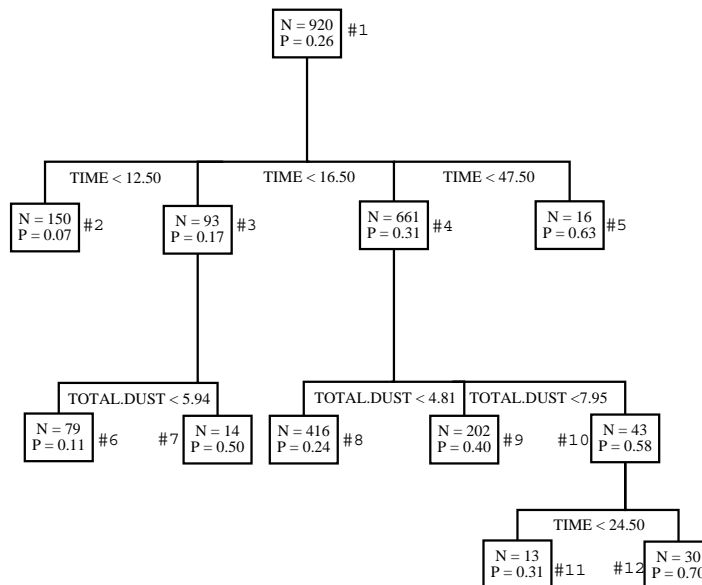 N = 920
P = 0.26
#1
TIME < 12.50
TIME < 16.50
TIME < 47.50
N = 150
P = 0.07
#2
N = 93
P = 0.17
#3
N = 661
P = 0.31
#4
N = 16
P = 0.63
#5
TOTAL.DUST < 5.94
TOTAL.DUST < 4.81
TOTAL.DUST <7.95
N = 79
P = 0.11
#6
#7
N = 14
P = 0.50
N = 416
P = 0.24
#8
N = 202
P = 0.40
#9
#10
N = 43
P = 0.58
TIME < 24.50
N = 13
P = 0.31
#11
#12
N = 30
P = 0.70